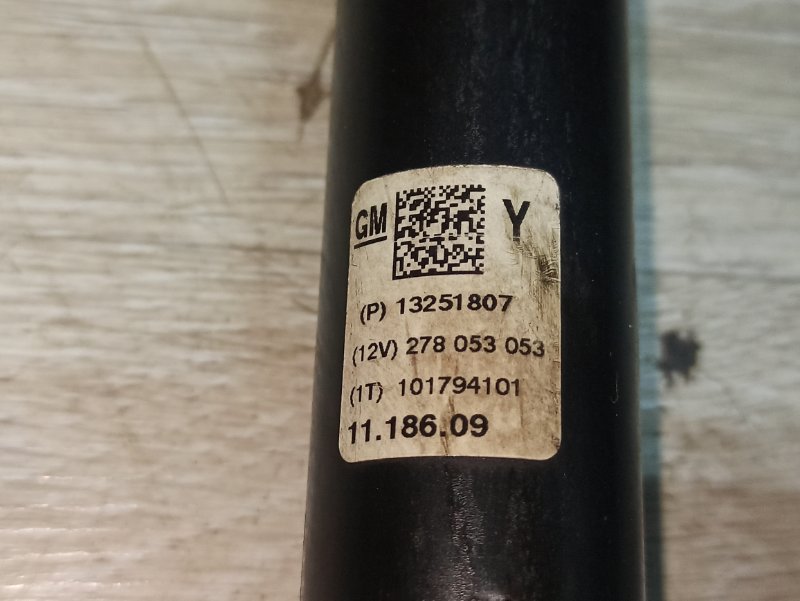 GM Y
(P) 13251807
(12V) 278 053 053
(1T) 101794101
11.186.09